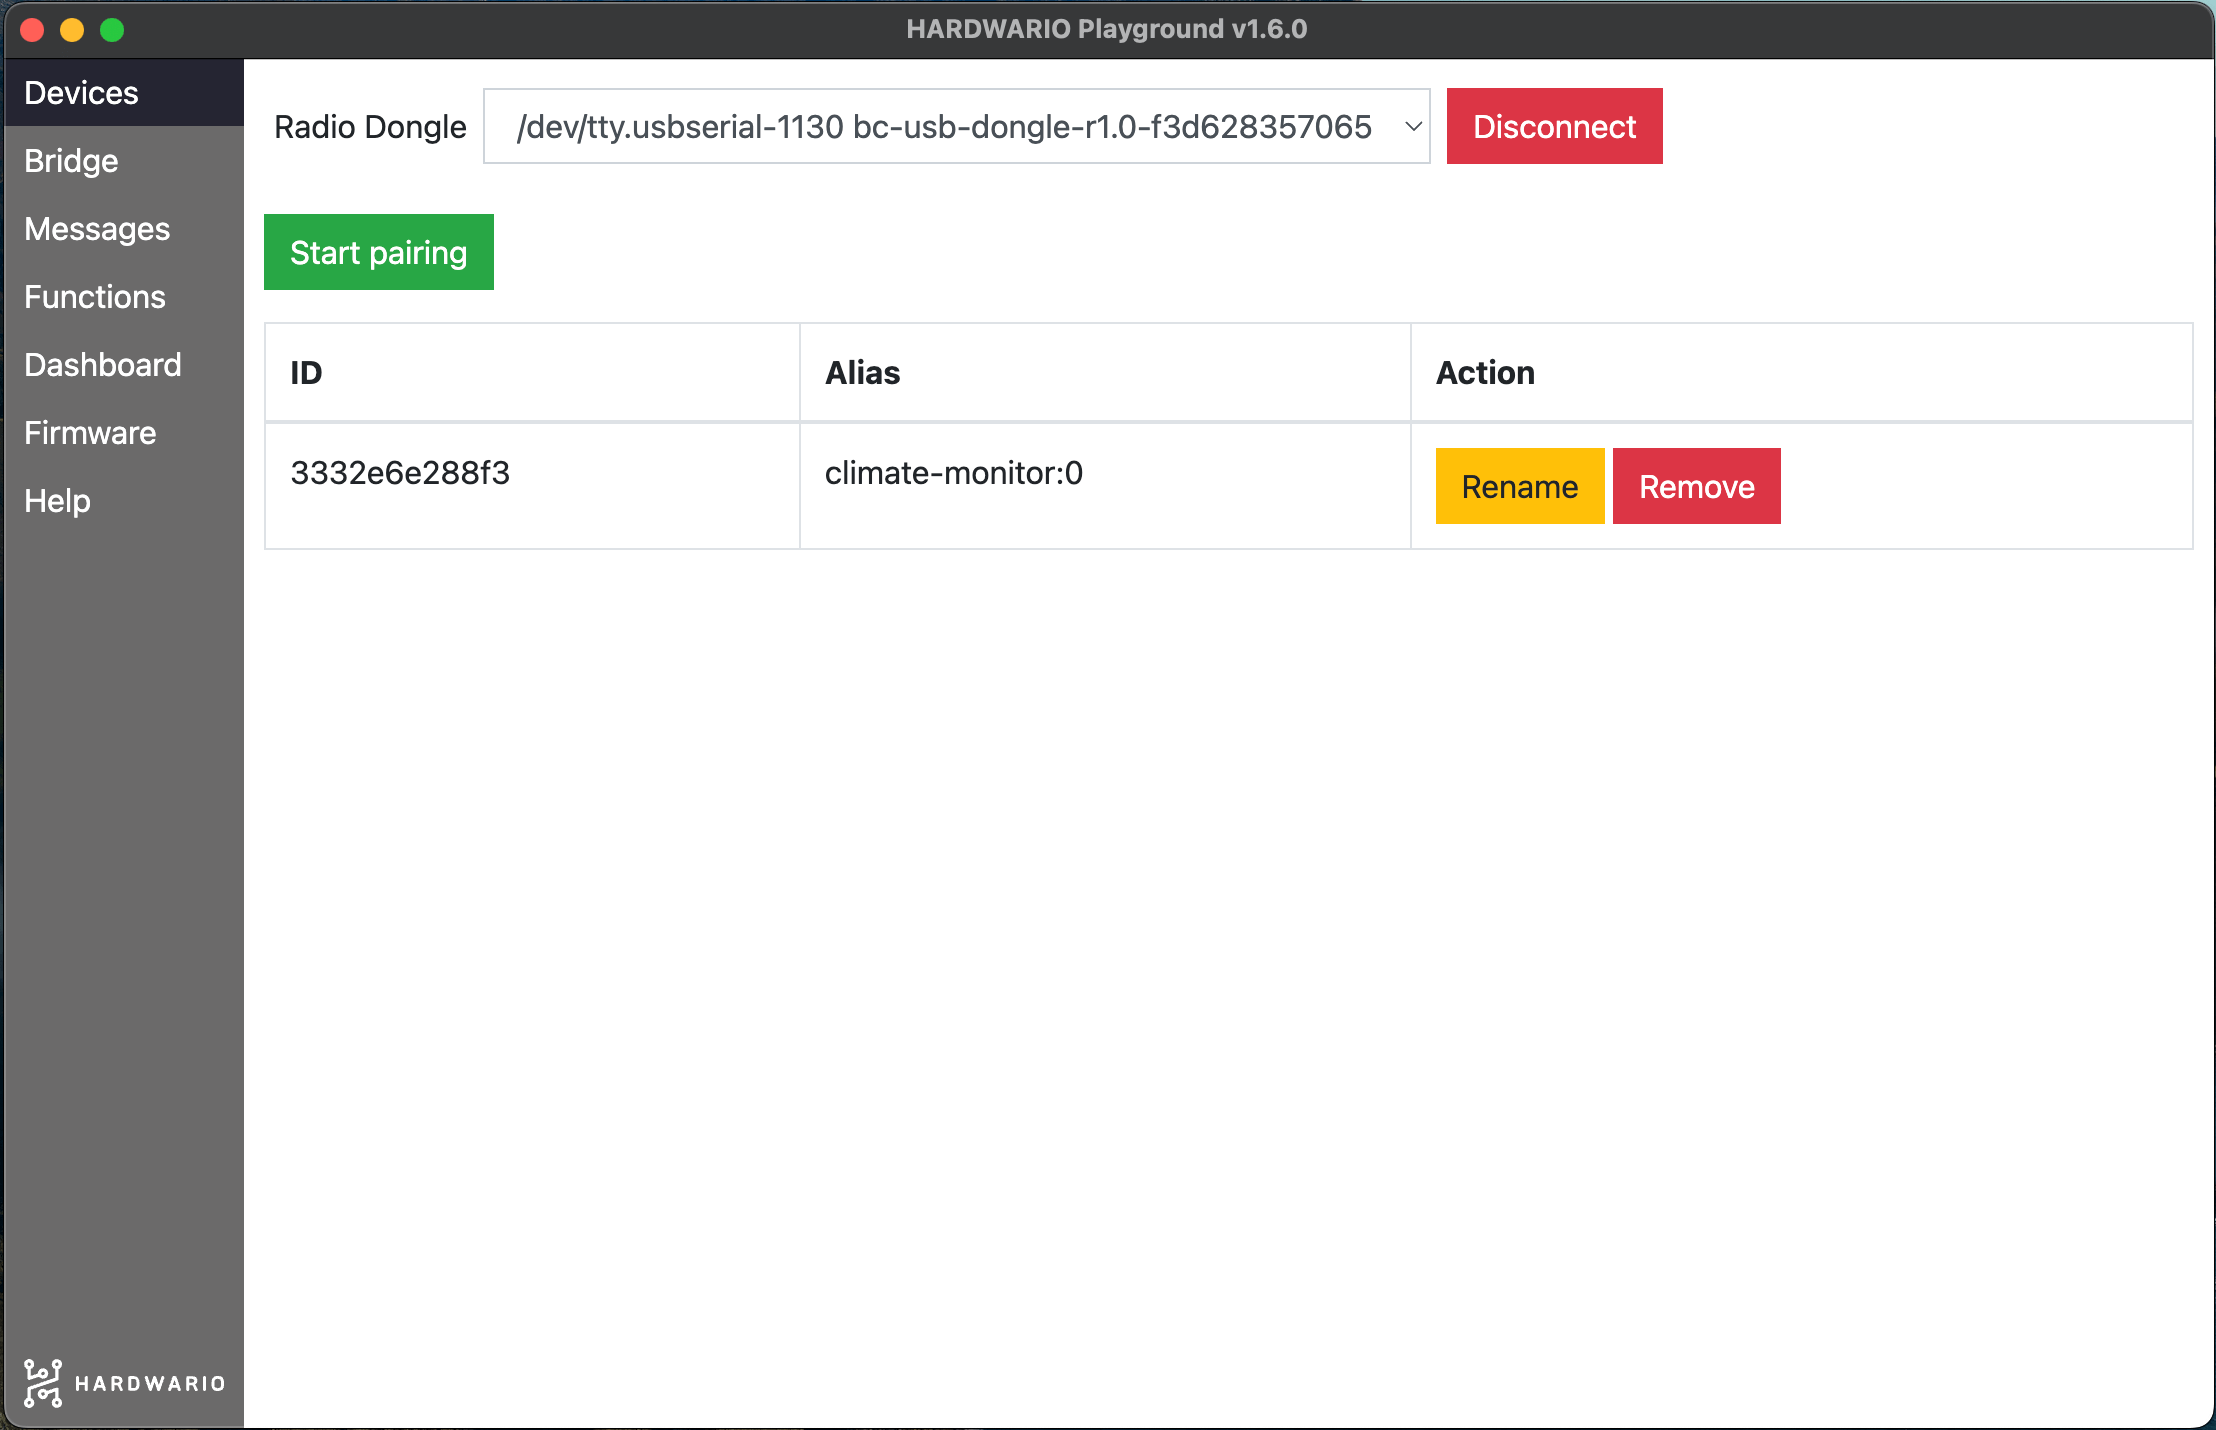 HARDWARIO Playground v1.6.0
Devices
Bridge
Messages
Functions
Dashboard
Firmware
Help
HARDWARIO
Radio Dongle /dev/tty.usbserial-1130 bc-usb-dongle-r1.0-f3d628357065 Disconnect
Start pairing
ID Alias Action
3332e6e288f3 climate-monitor:0 Rename Remove